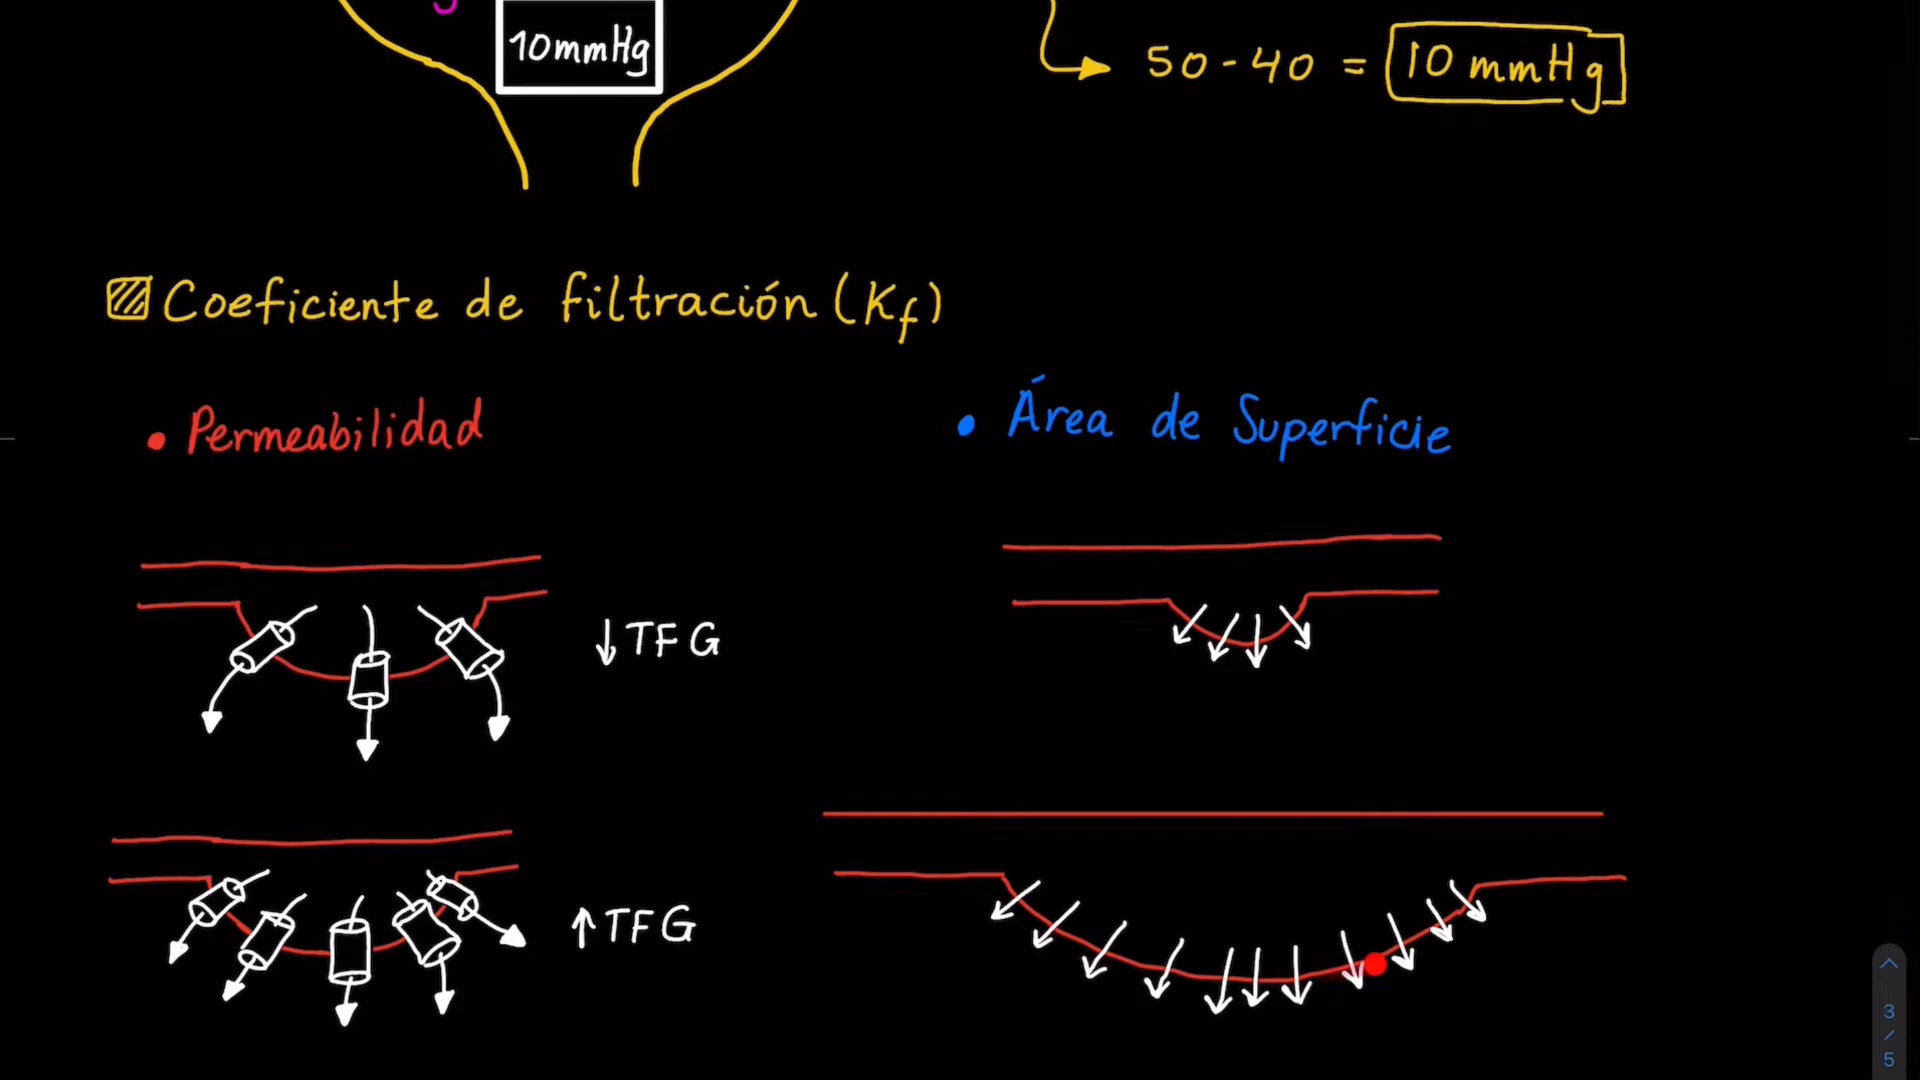 10mmHg
50-40 = 10 mmHg
Coeficiente de filtración (Kf)
• Permeabilidad
• Área de Superficie
↓TFG
↑TFG
3
/
5